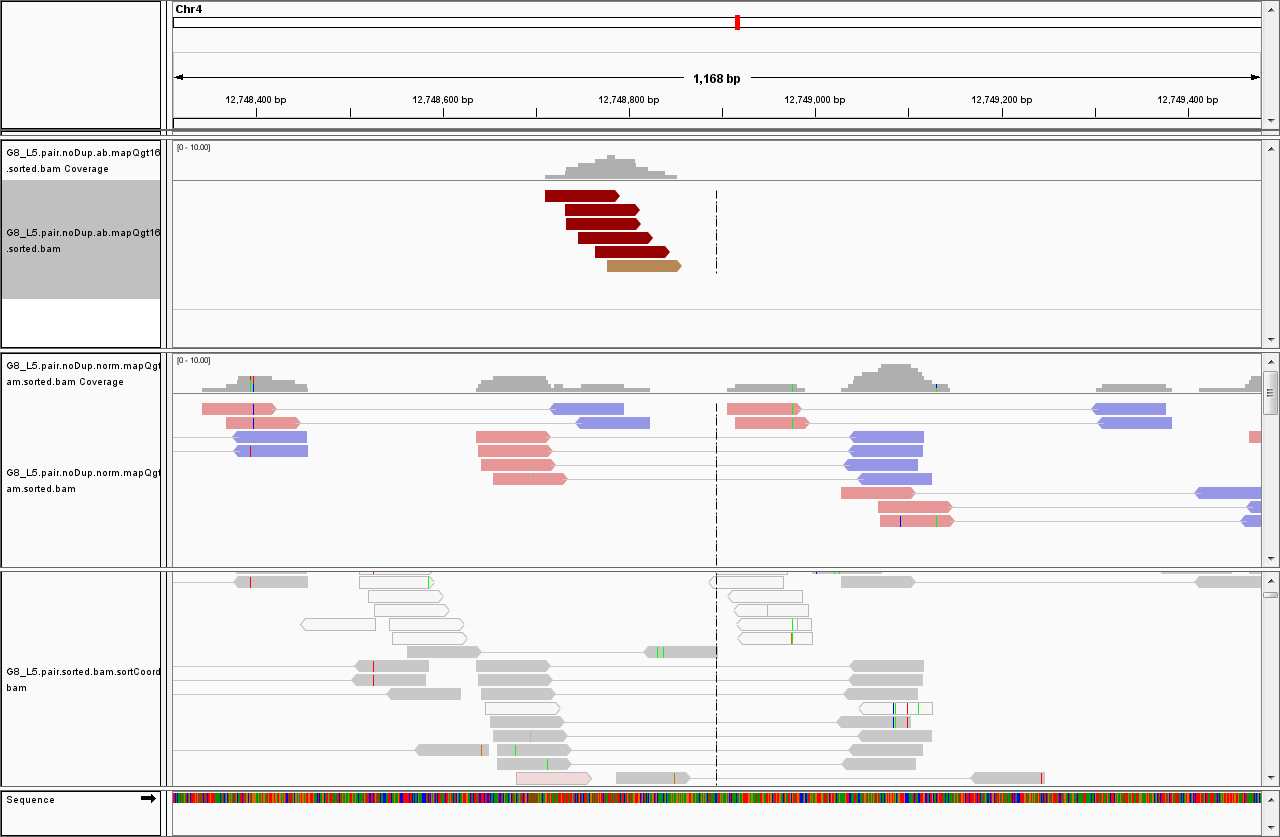 Chr4
1,168 bp
12,748,400 bp 12,748,600 bp 12,748,800 bp 12,749,000 bp 12,749,200 bp 12,749,400 bp
G8_L5.pair.noDup.ab.mapQgt16
.sorted.bam Coverage
[0 - 10.00]
G8_L5.pair.noDup.ab.mapQgt16
.sorted.bam
G8_L5.pair.noDup.norm.mapQgt
am.sorted.bam Coverage
[0 - 10.00]
G8_L5.pair.noDup.norm.mapQgt
am.sorted.bam
G8_L5.pair.sorted.bam.sortCoord
bam
Sequence